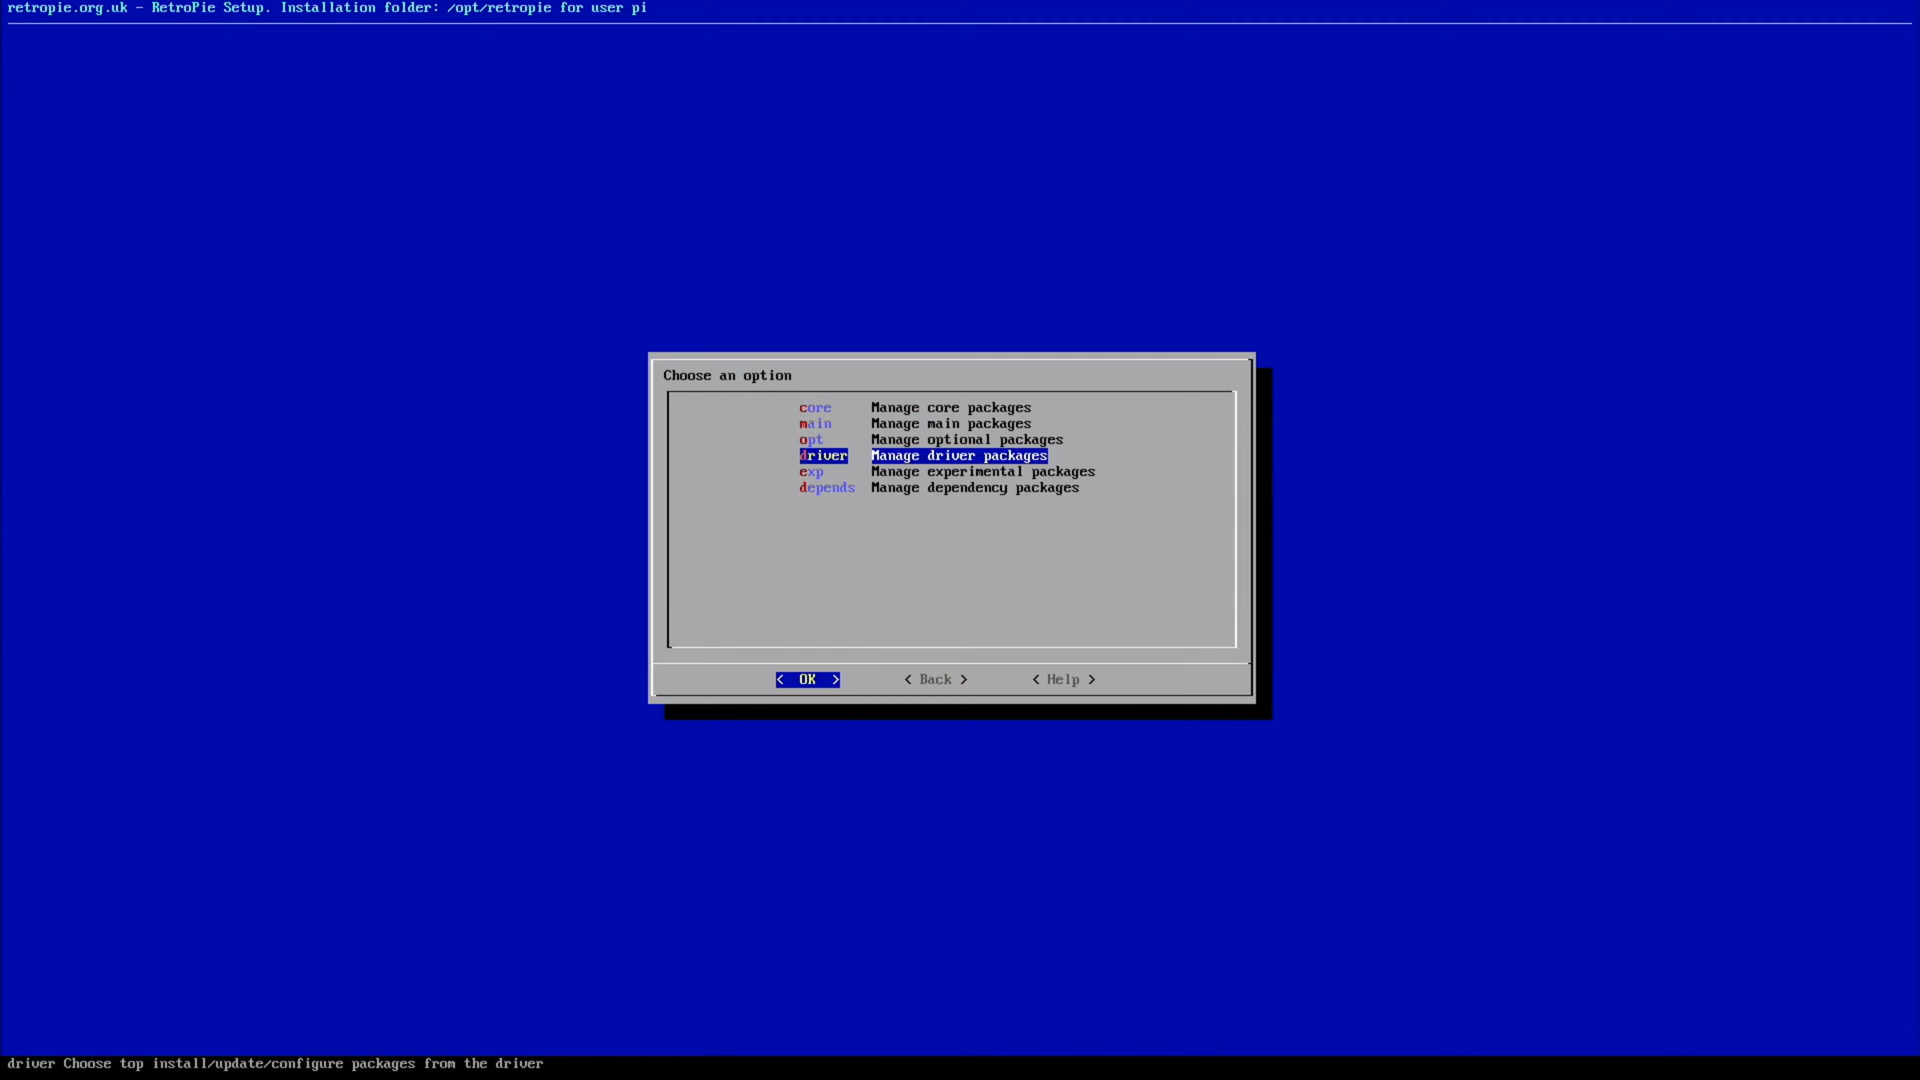 retropie.org.uk - RetroPie Setup. Installation folder: /opt/retropie for user pi
Choose an option
core Manage core packages
main Manage main packages
opt Manage optional packages
driver Manage driver packages
exp Manage experimental packages
depends Manage dependency packages
< OK > < Back > < Help >
driver Choose top install/update/configure packages from the driver